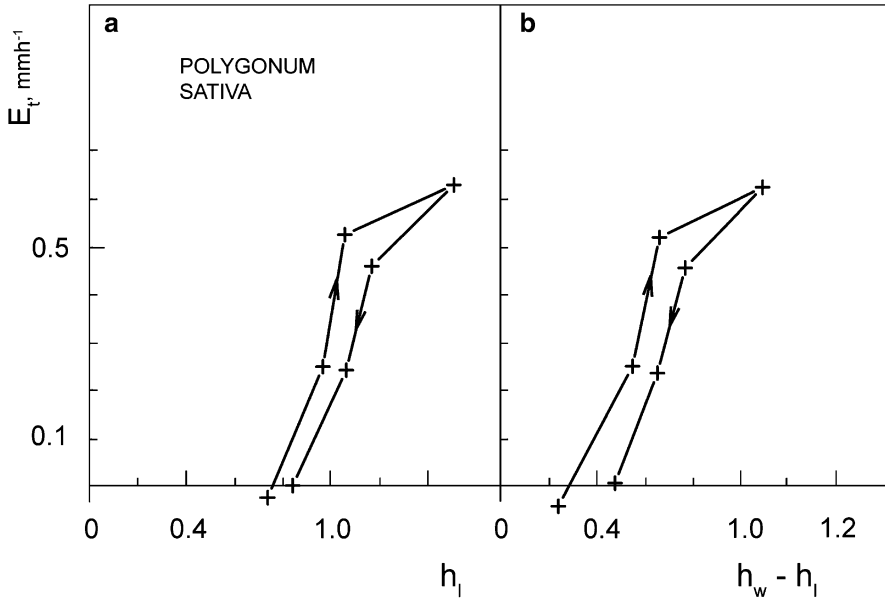 a
b
POLYGONUM
SATIVA
E_t, mmh⁻¹
0.5
0.1
0 0.4 1.0
0 0.4 1.0 1.2
h_l
h_w - h_l